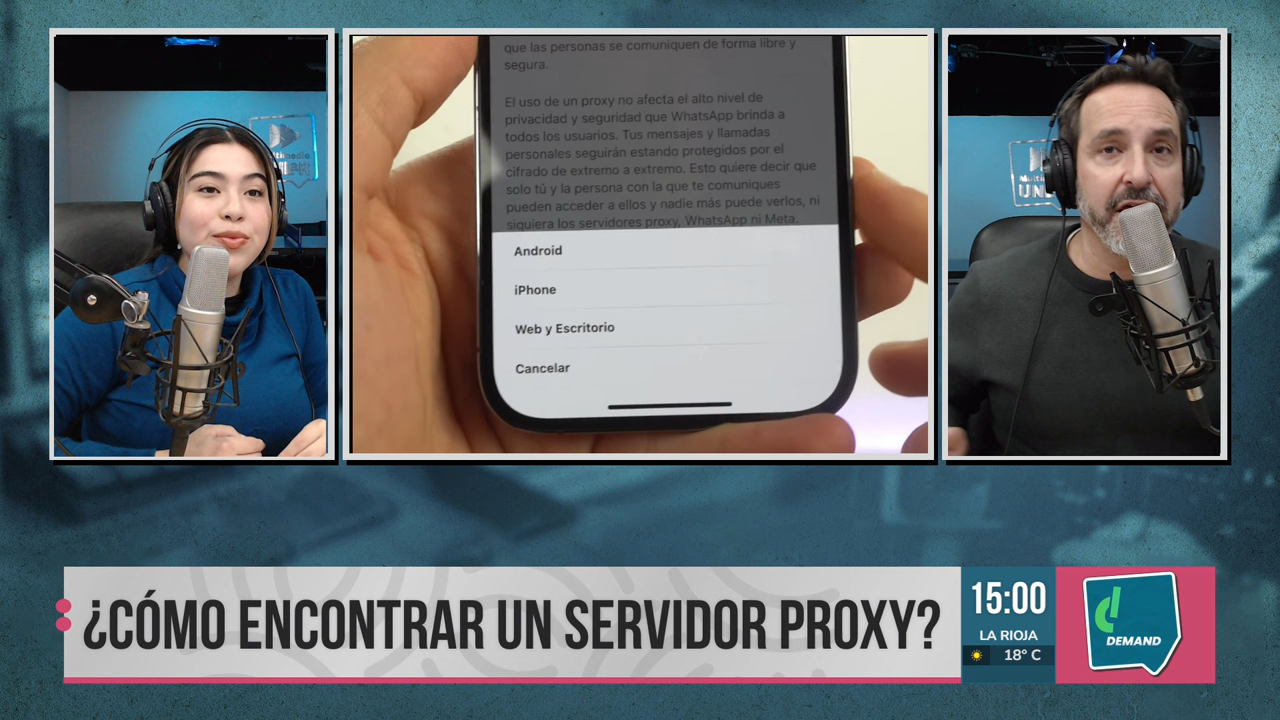 que las personas se comuniquen de forma libre y
segura.
El uso de un proxy no afecta el alto nivel de
privacidad y seguridad que WhatsApp brinda a
todos los usuarios. Tus mensajes y llamadas
personales seguirán estando protegidos por el
cifrado de extremo a extremo. Esto quiere decir que
solo tú y la persona con la que te comuniques
pueden acceder a ellos y nadie más puede verlos, ni
siquiera los servidores proxy, WhatsApp ni Meta.
Android
iPhone
Web y Escritorio
Cancelar
¿CÓMO ENCONTRAR UN SERVIDOR PROXY?
15:00
LA RIOJA
18° C
d
DEMAND